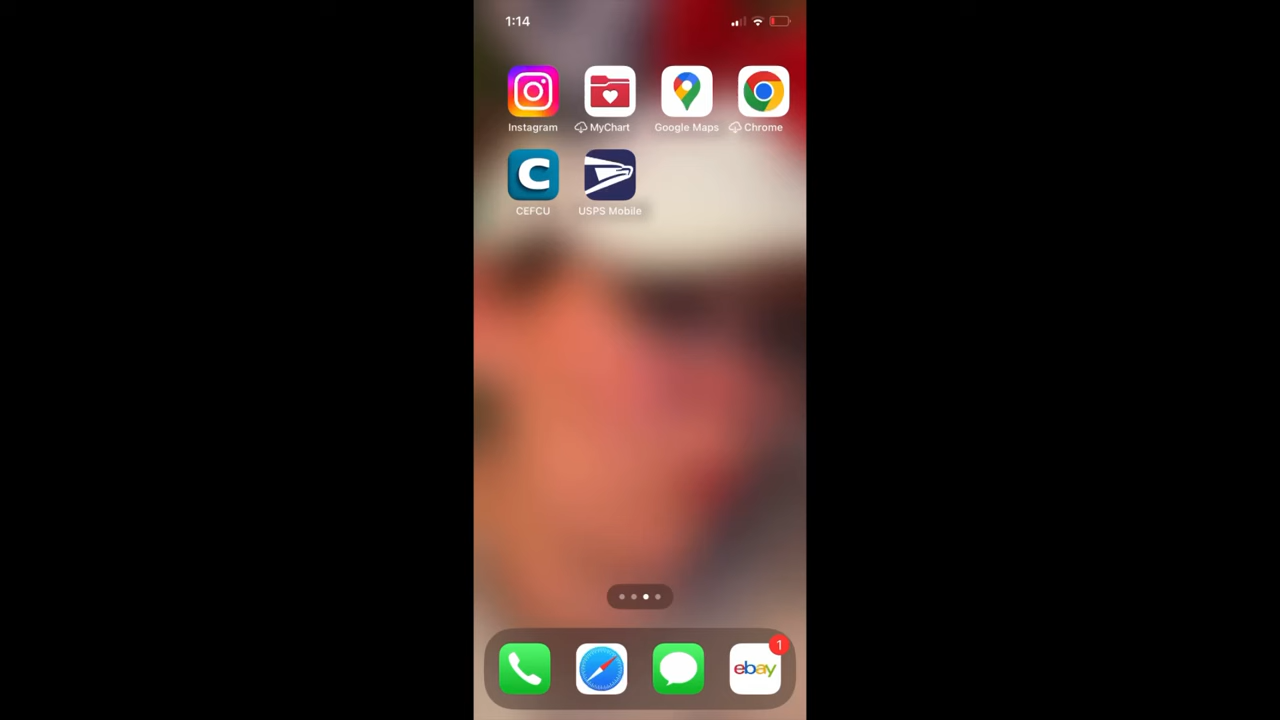 1:14
Instagram
MyChart
Google Maps
Chrome
C
CEFCU
USPS Mobile
1
ebay